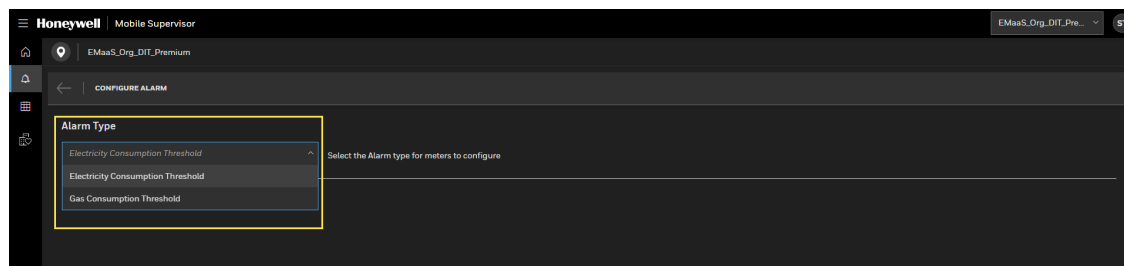 Honeywell Mobile Supervisor
EMaaS_Org_DIT_Pre...
EMaaS_Org_DIT_Premium
CONFIGURE ALARM
Alarm Type
Electricity Consumption Threshold
Select the Alarm type for meters to configure
Electricity Consumption Threshold
Gas Consumption Threshold